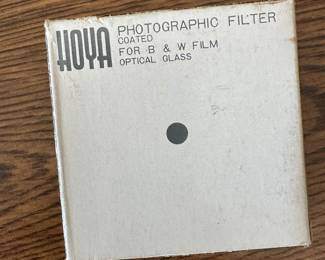 HOYA
PHOTOGRAPHIC FILTER
COATED
FOR B & W FILM
OPTICAL GLASS